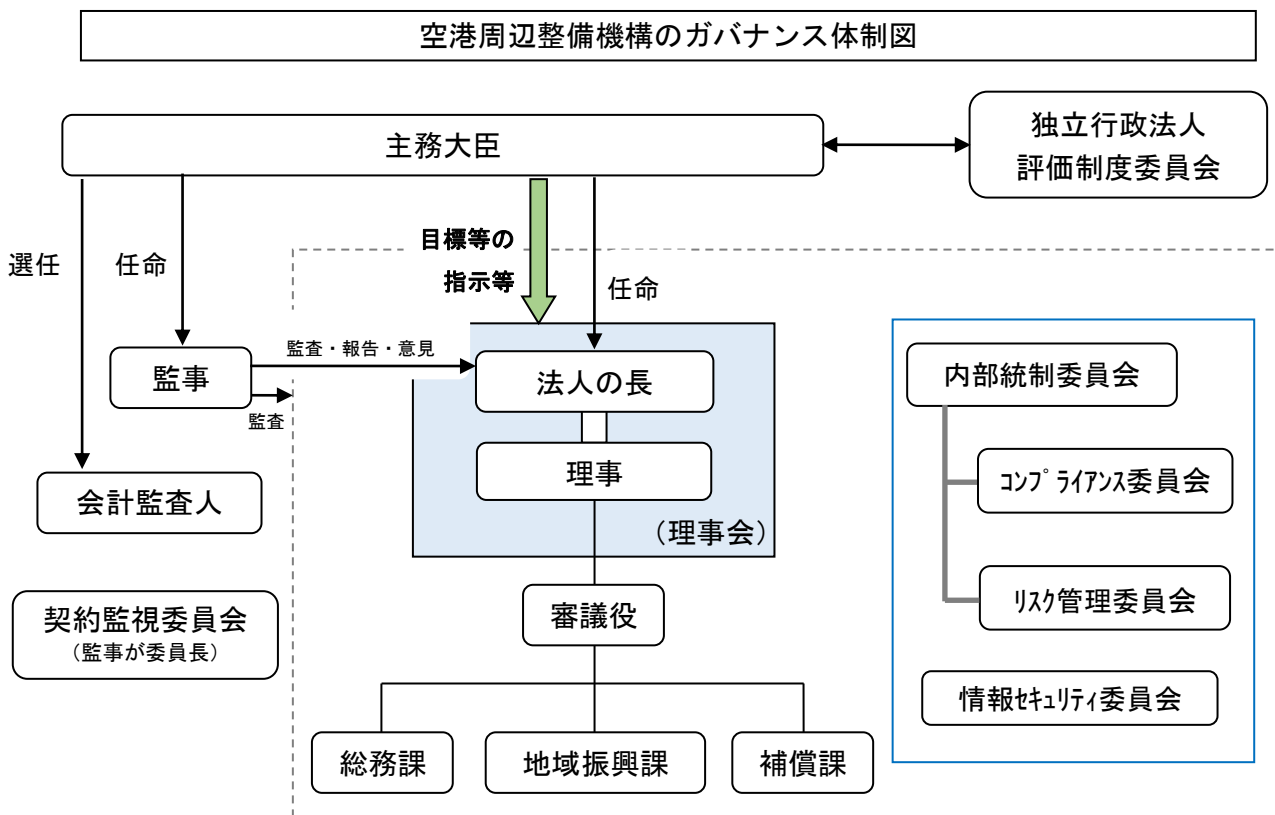 空港周辺整備機構のガバナンス体制図
主務大臣
独立行政法人
評価制度委員会
選任
任命
目標等の
指示等
任命
監事
監査・報告・意見
監査
法人の長
理事
（理事会）
会計監査人
契約監視委員会
（監事が委員長）
審議役
総務課
地域振興課
補償課
内部統制委員会
ｺﾝﾌﾟﾗｲｱﾝｽ委員会
ﾘｽｸ管理委員会
情報ｾｷｭﾘﾃｨ委員会